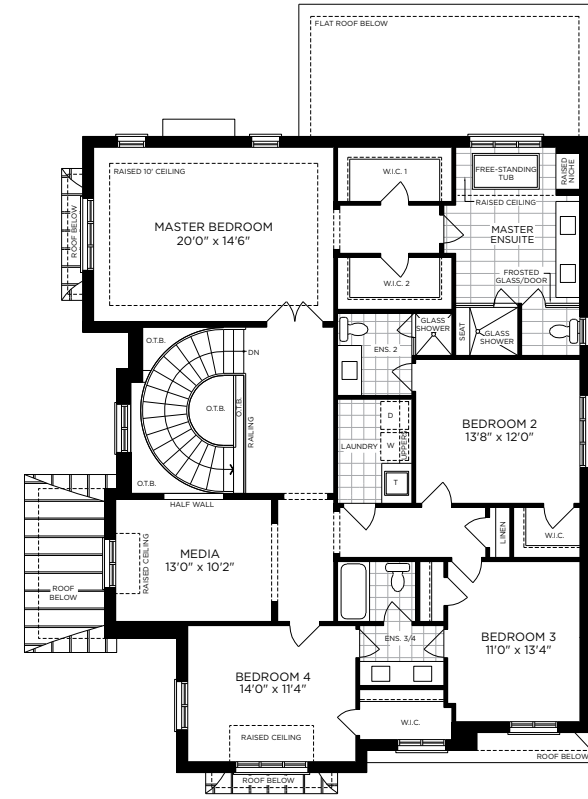 FLAT ROOF BELOW
RAISED 10' CEILING
W.I.C. 1
FREE-STANDING
TUB
RAISED
NICHE
RAISED CEILING
ROOF BELOW
MASTER BEDROOM
20'0" x 14'6"
MASTER
ENSUITE
FROSTED
GLASS/DOOR
W.I.C. 2
GLASS
SHOWER
SEAT
GLASS
SHOWER
O.T.B.
DN
ENS. 2
O.T.B.
O.T.B.
RAILING
D
W
UPPER
LAUNDRY
T
BEDROOM 2
13'8" x 12'0"
O.T.B.
HALF WALL
LINEN
W.I.C.
RAISED CEILING
MEDIA
13'0" x 10'2"
ROOF
BELOW
ENS. 3/4
BEDROOM 3
11'0" x 13'4"
BEDROOM 4
14'0" x 11'4"
W.I.C.
RAISED CEILING
ROOF BELOW
ROOF BELOW